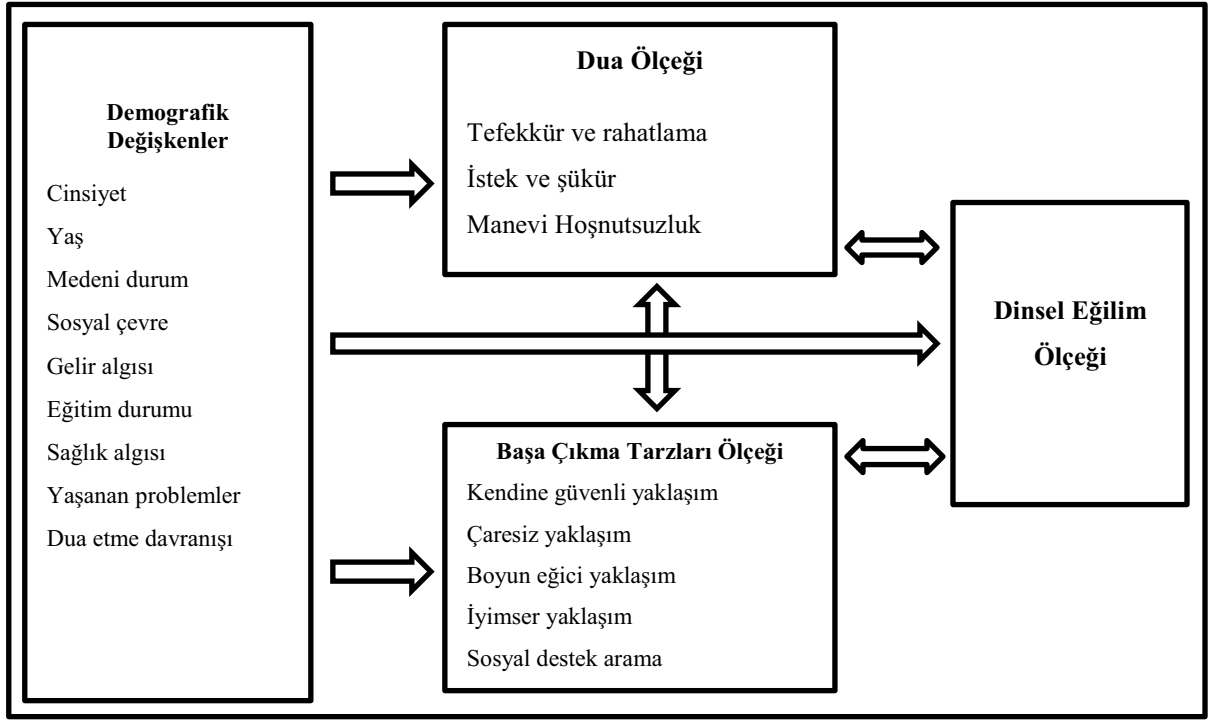 Demografik
Değişkenler
Cinsiyet
Yaş
Medeni durum
Sosyal çevre
Gelir algısı
Eğitim durumu
Sağlık algısı
Yaşanan problemler
Dua etme davranışı
Dua Ölçeği
Tefekkür ve rahatlama
İstek ve şükür
Manevi Hoşnutsuzluk
Başa Çıkma Tarzları Ölçeği
Kendine güvenli yaklaşım
Çaresiz yaklaşım
Boyun eğici yaklaşım
İyimser yaklaşım
Sosyal destek arama
Dinsel Eğilim
Ölçeği